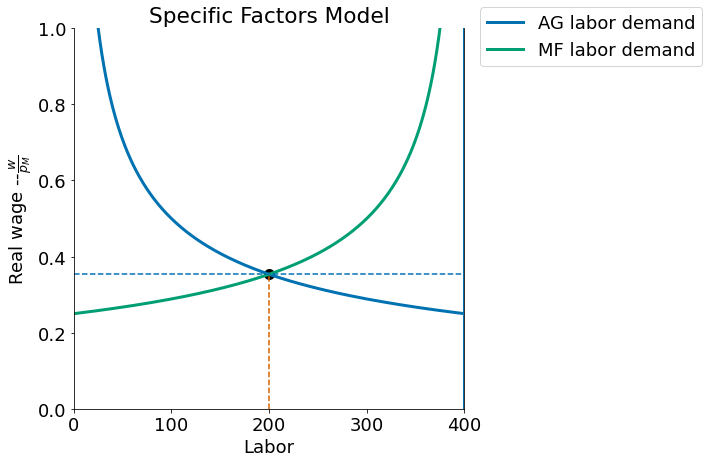 Specific Factors Model
AG labor demand
MF labor demand
1.0
0.8
0.6
0.4
0.2
0.0
Real wage --w/p_M
0 100 200 300 400
Labor